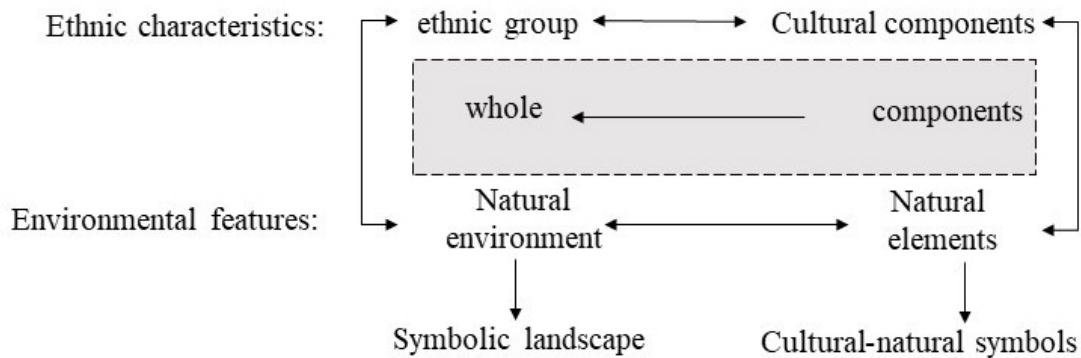 Ethnic characteristics: ethnic group Cultural components
whole components
Environmental features: Natural environment Natural elements
Symbolic landscape Cultural-natural symbols